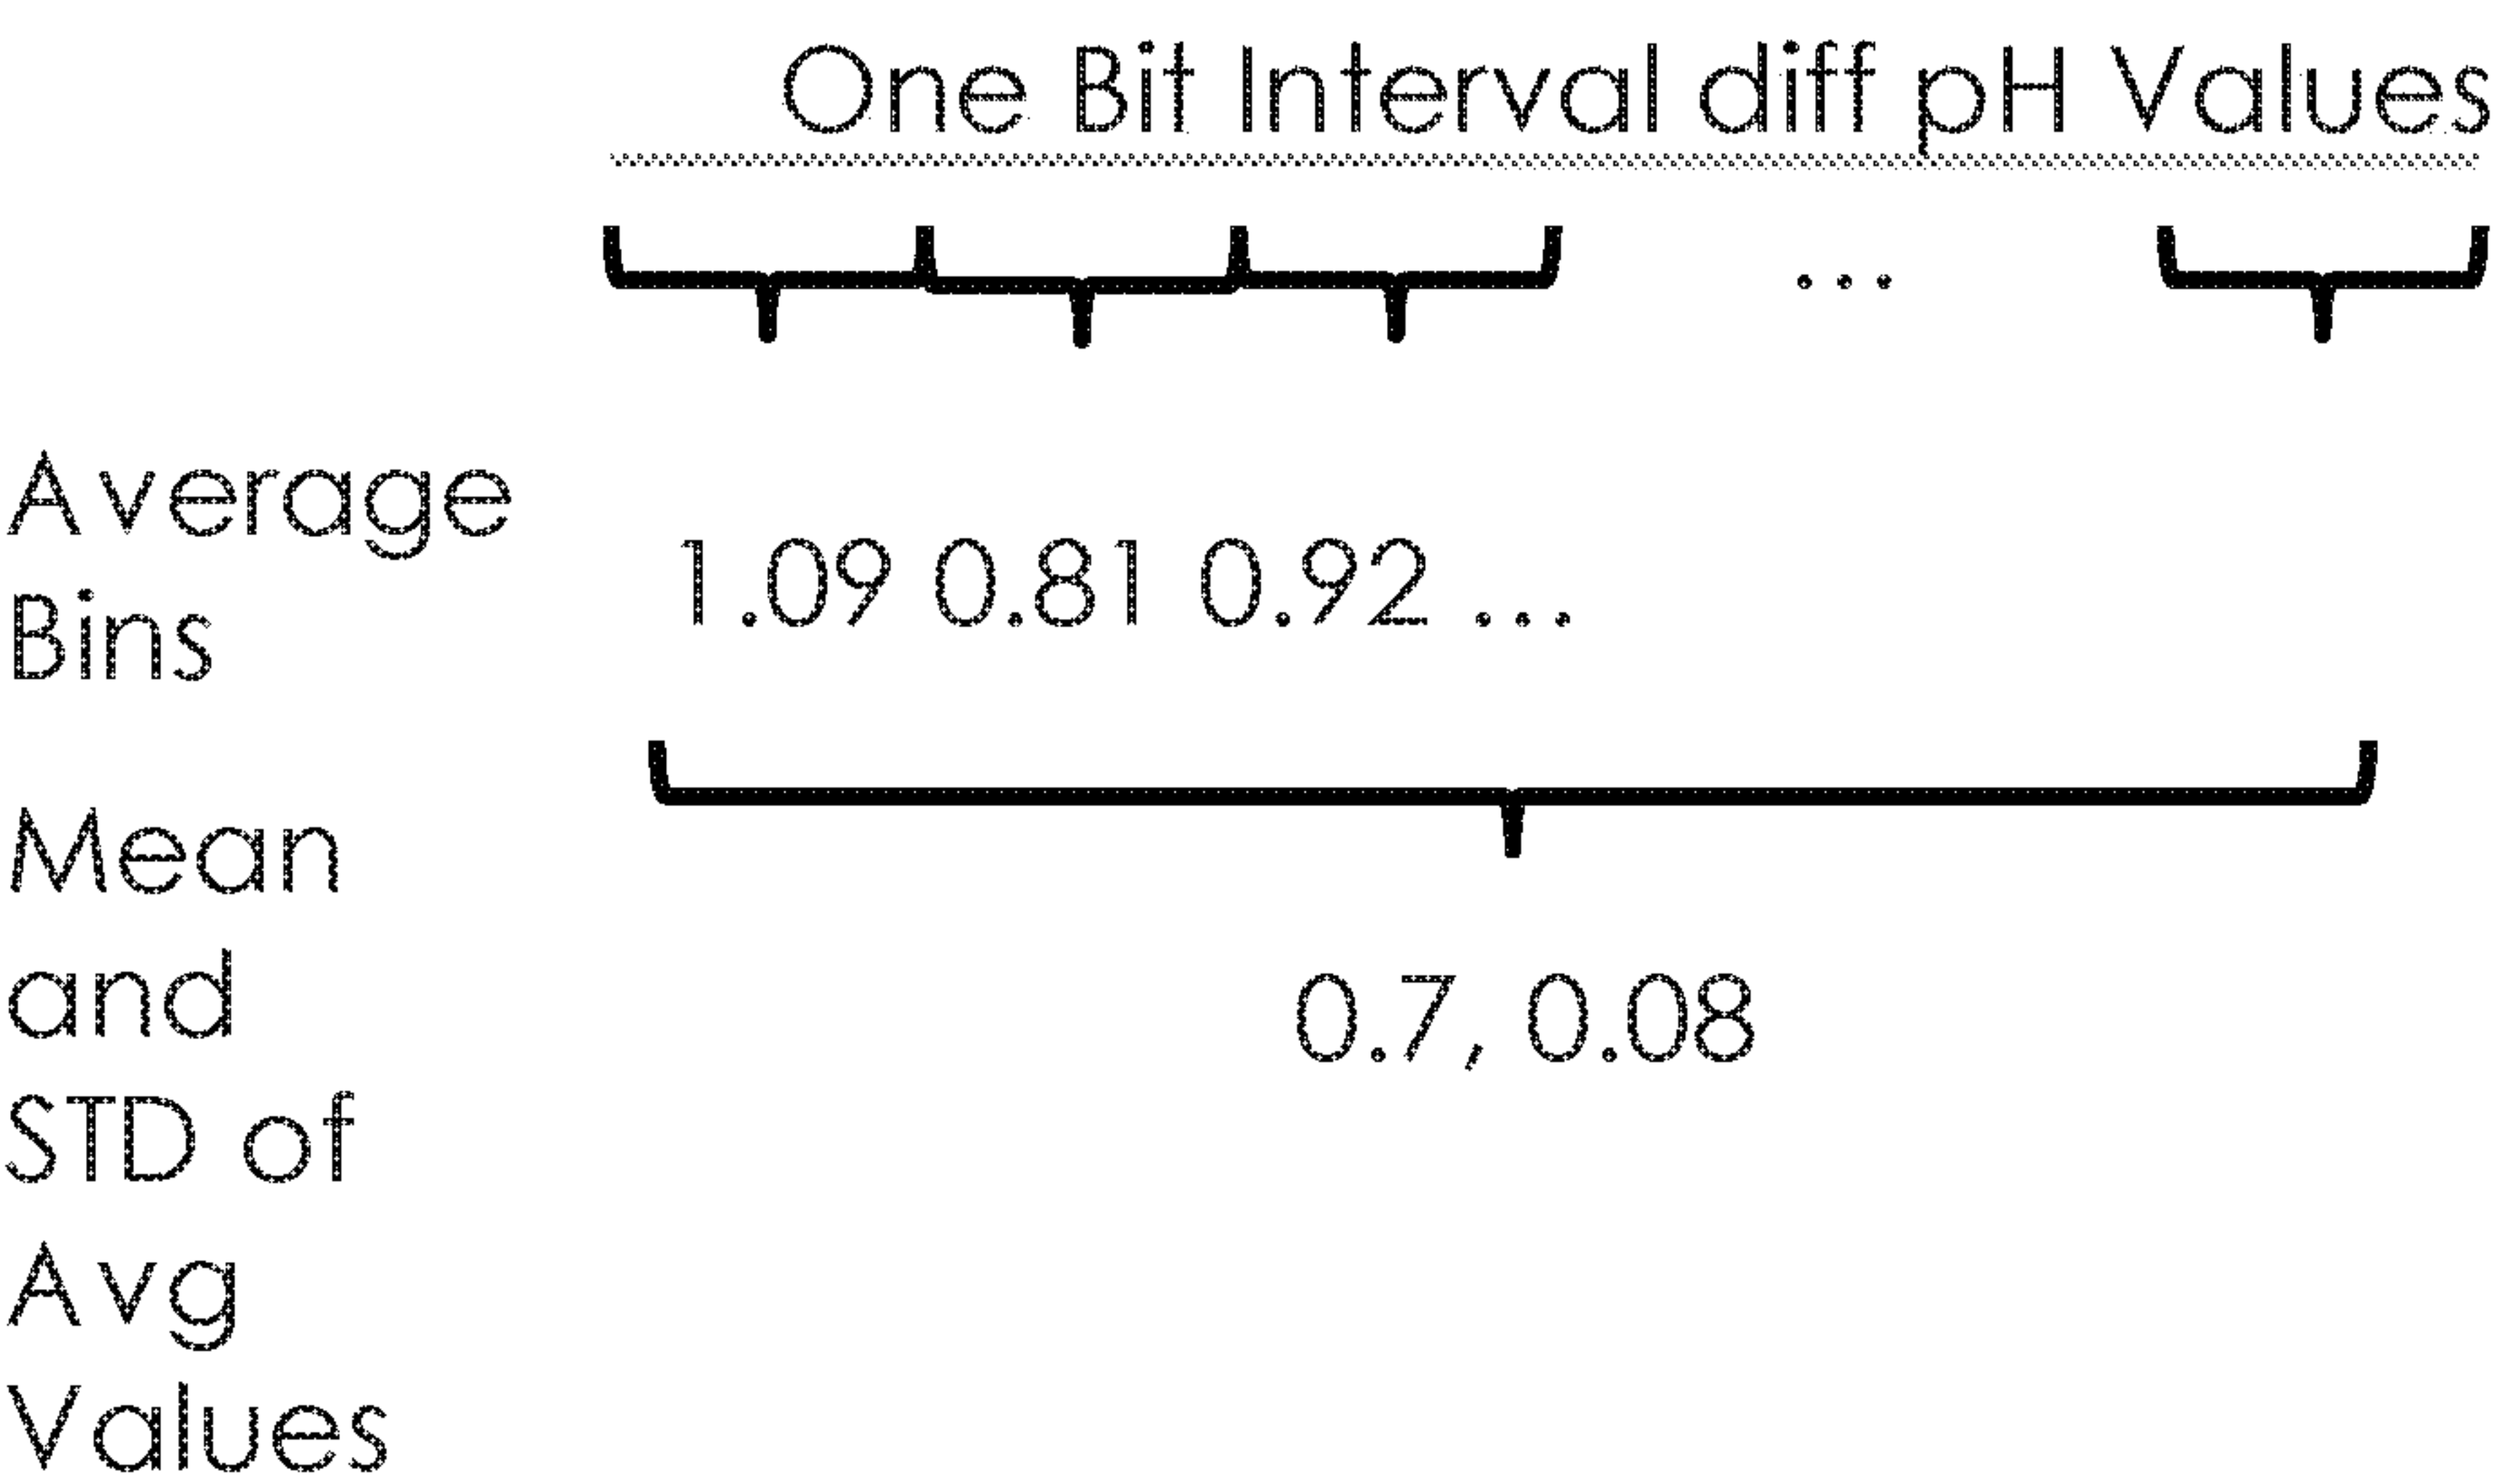 One Bit Interval diff pH Values
...
Average
Bins
1.09 0.81 0.92 ...
Mean
and
STD of
Avg
Values
0.7, 0.08